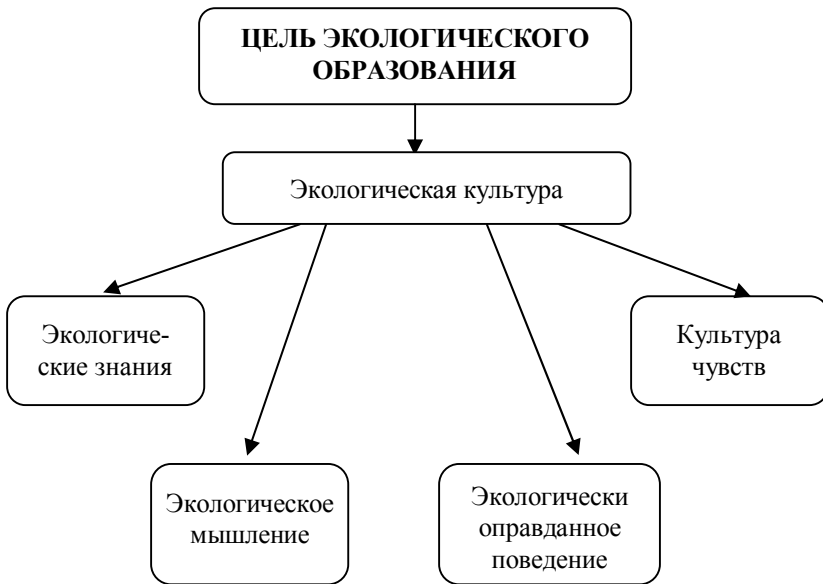 ЦЕЛЬ ЭКОЛОГИЧЕСКОГО
ОБРАЗОВАНИЯ
Экологическая культура
Экологиче-
ские знания
Культура
чувств
Экологическое
мышление
Экологически
оправданное
поведение